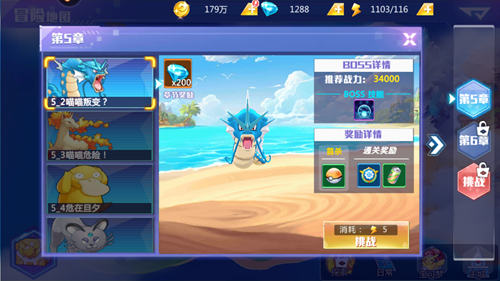 冒险地图
179万
1288
1103/116
第5章
x200
章节奖励
5_2喵喵叛变？
5_3喵喵危险！
5_4危在旦夕
BOSS详情
推荐战力：34000
BOSS 技能
奖励详情
首杀
通关奖励
消耗：5
挑战
第5章
第6章
挑战
日常